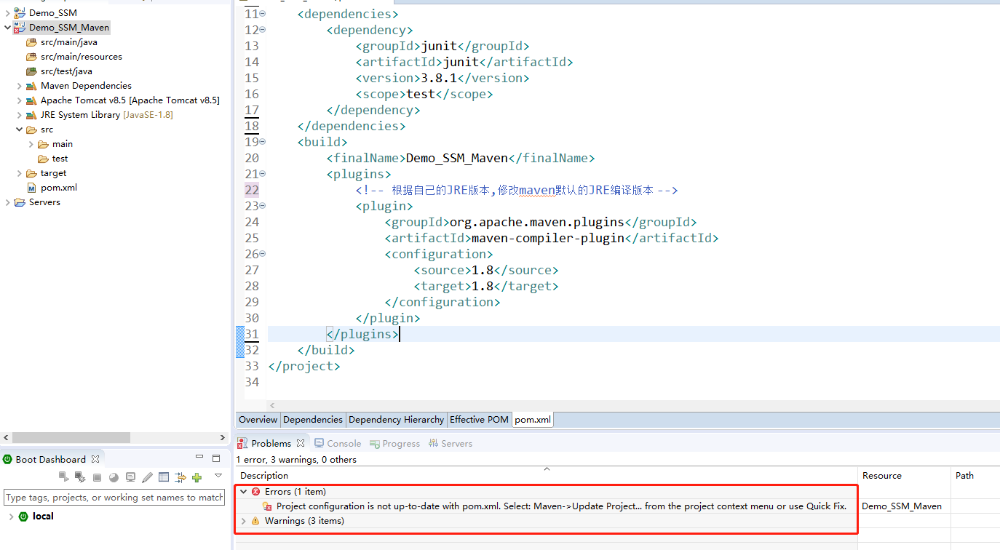 Demo_SSM
Demo_SSM_Maven
src/main/java
src/main/resources
src/test/java
Maven Dependencies
Apache Tomcat v8.5 [Apache Tomcat v8.5]
JRE System Library [JavaSE-1.8]
src
main
test
target
pom.xml
Servers
11 <dependencies>
12 <dependency>
13 <groupId>junit</groupId>
14 <artifactId>junit</artifactId>
15 <version>3.8.1</version>
16 <scope>test</scope>
17 </dependency>
18 </dependencies>
19 <build>
20 <finalName>Demo_SSM_Maven</finalName>
21 <plugins>
22 <!-- 根据自己的JRE版本,修改maven默认的JRE编译版本 -->
23 <plugin>
24 <groupId>org.apache.maven.plugins</groupId>
25 <artifactId>maven-compiler-plugin</artifactId>
26 <configuration>
27 <source>1.8</source>
28 <target>1.8</target>
29 </configuration>
30 </plugin>
31 </plugins>
32 </build>
33 </project>
34
Overview Dependencies Dependency Hierarchy Effective POM pom.xml
Boot Dashboard
Type tags, projects, or working set names to match
local
Problems Console Progress Servers
1 error, 3 warnings, 0 others
Description Resource Path
Errors (1 item)
Project configuration is not up-to-date with pom.xml. Select: Maven->Update Project... from the project context menu or use Quick Fix. Demo_SSM_Maven
Warnings (3 items)